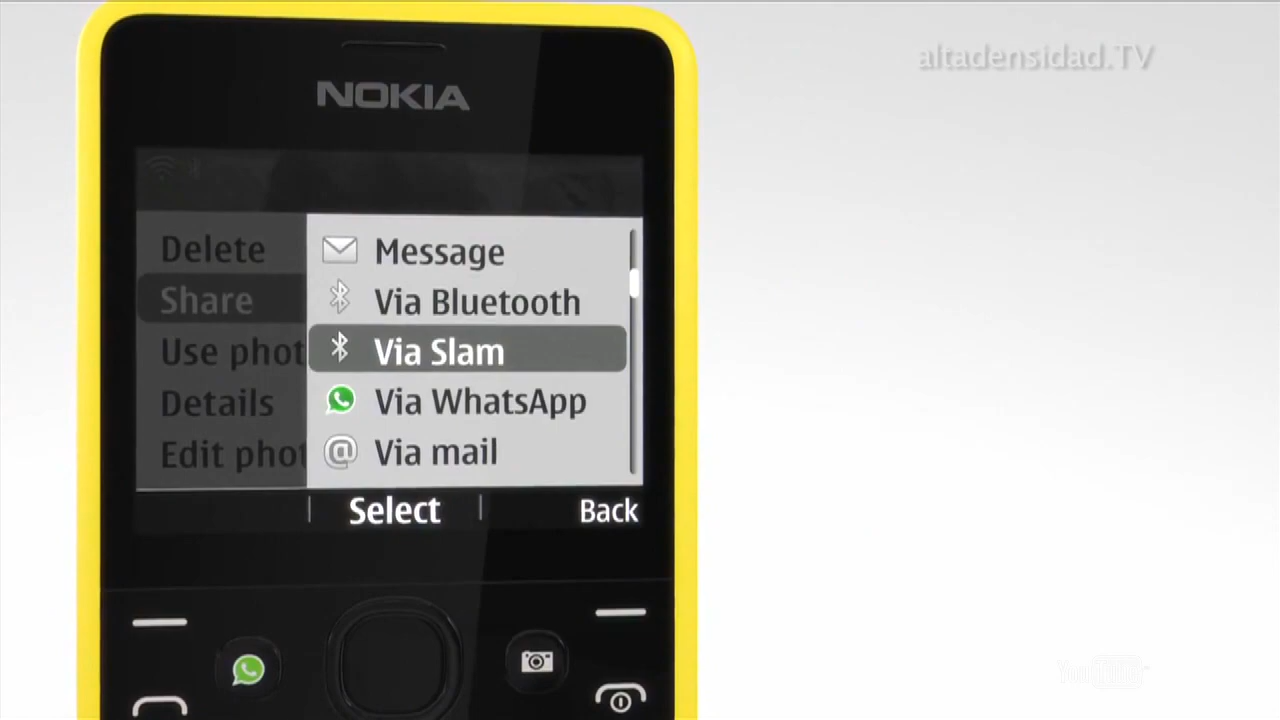 altadensidad.TV
NOKIA
Delete
Share
Use phot
Details
Edit phot
Message
Via Bluetooth
Via Slam
Via WhatsApp
Via mail
Select
Back
YouTube